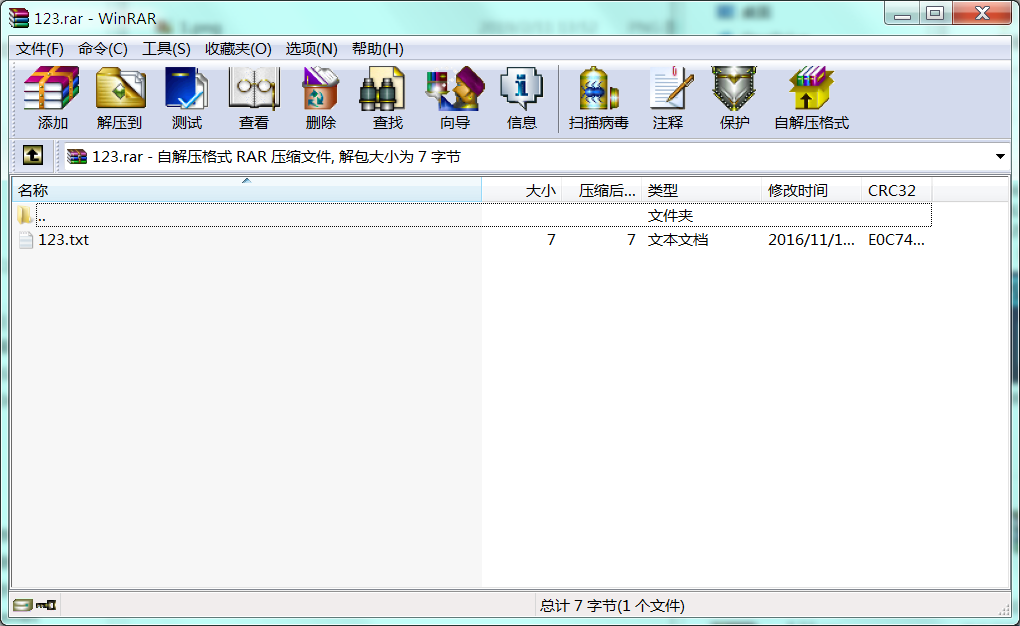 123.rar - WinRAR
文件(F) 命令(C) 工具(S) 收藏夹(O) 选项(N) 帮助(H)
添加 解压到 测试 查看 删除 查找 向导 信息 扫描病毒 注释 保护 自解压格式
123.rar - 自解压格式 RAR 压缩文件, 解包大小为 7 字节
名称 大小 压缩后... 类型 修改时间 CRC32
.. 文件夹
123.txt 7 7 文本文档 2016/11/1... E0C74...
总计 7 字节(1 个文件)